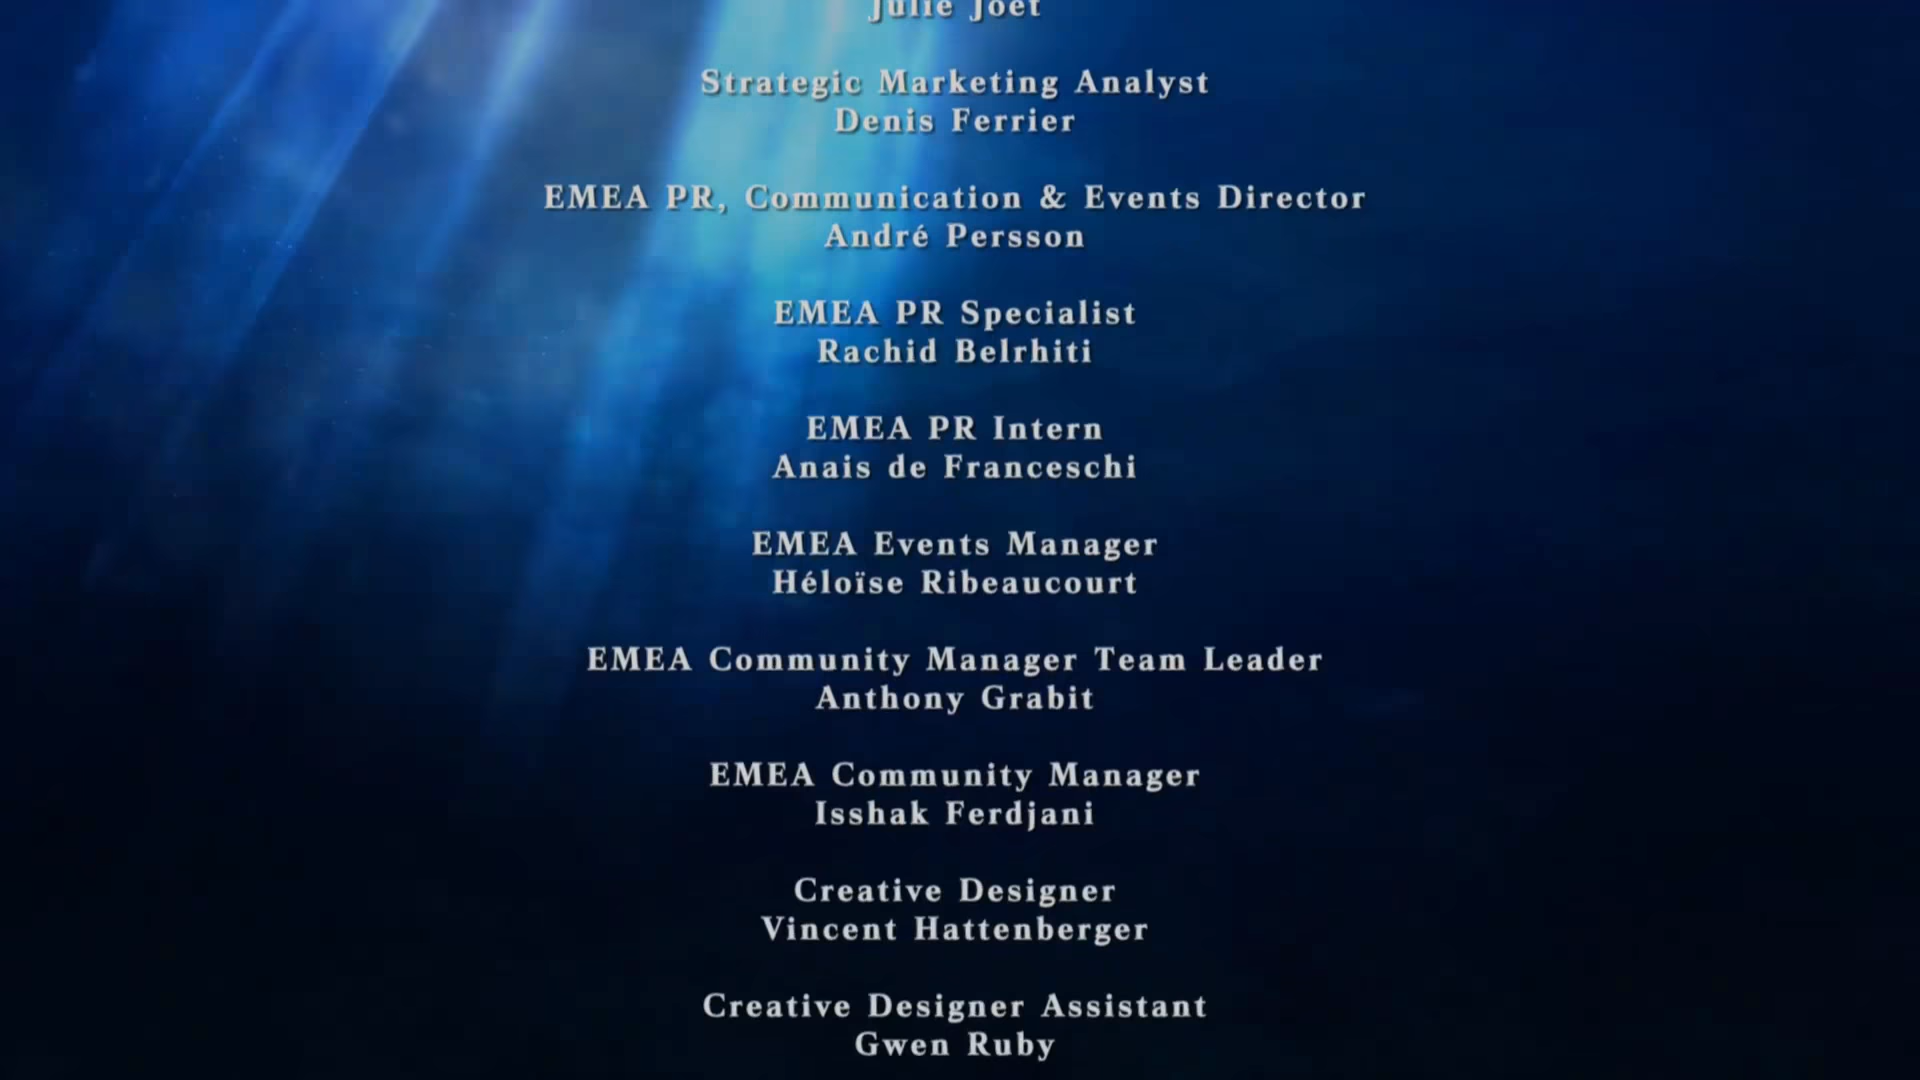 Julie Joet
Strategic Marketing Analyst
Denis Ferrier
EMEA PR, Communication & Events Director
André Persson
EMEA PR Specialist
Rachid Belrhiti
EMEA PR Intern
Anais de Franceschi
EMEA Events Manager
Héloïse Ribeaucourt
EMEA Community Manager Team Leader
Anthony Grabit
EMEA Community Manager
Isshak Ferdjani
Creative Designer
Vincent Hattenberger
Creative Designer Assistant
Gwen Ruby